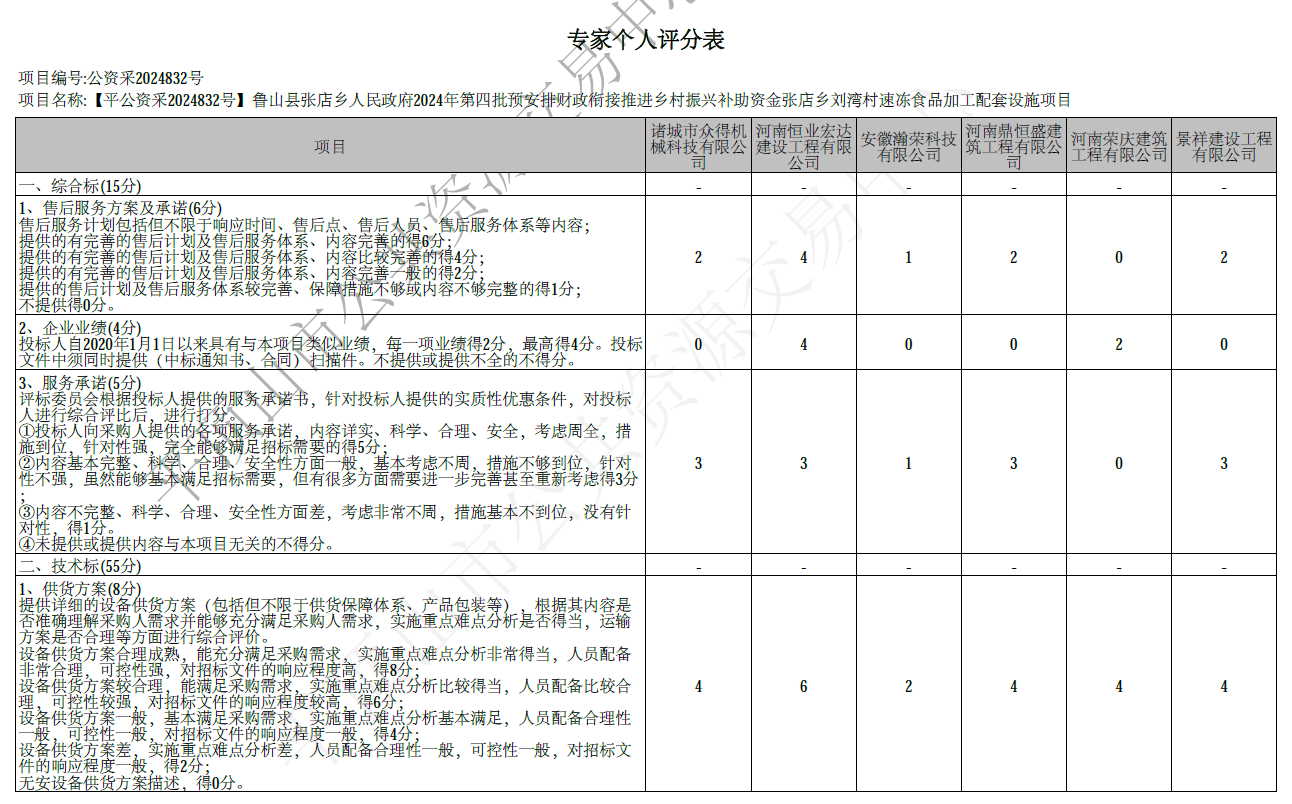 专家个人评分表
项目编号:公资采2024832号
项目名称:【平公资采2024832号】鲁山县张店乡人民政府2024年第四批预安排财政衔接推进乡村振兴补助资金张店乡刘湾村速冻食品加工配套设施项目
项目
诸城市众得机
械科技有限公
司
河南恒业宏达
建设工程有限
公司
安徽瀚荣科技
有限公司
河南鼎恒盛建
筑工程有限公
司
河南荣庆建筑
工程有限公司
景祥建设工程
有限公司
一、综合标(15分)
- - - - - -
1、售后服务方案及承诺(6分)
售后服务计划包括但不限于响应时间、售后点、售后人员、售后服务体系等内容；
提供的有完善的售后计划及售后服务体系、内容完善的得6分；
提供的有完善的售后计划及售后服务体系、内容比较完善的得4分；
提供的有完善的售后计划及售后服务体系、内容完善一般的得2分；
提供的售后计划及售后服务体系较完善、保障措施不够或内容不够完整的得1分；
不提供得0分。
2 4 1 2 0 2
2、企业业绩(4分)
投标人自2020年1月1日以来具有与本项目类似业绩，每一项业绩得2分，最高得4分。投标
文件中须同时提供（中标通知书、合同）扫描件。不提供或提供不全的不得分。
0 4 0 0 2 0
3、服务承诺(5分)
评标委员会根据投标人提供的服务承诺书，针对投标人提供的实质性优惠条件，对投标
人进行综合评比后，进行打分。
①投标人向采购人提供的各项服务承诺，内容详实、科学、合理、安全，考虑周全，措
施到位，针对性强，完全能够满足招标需要的得5分；
②内容基本完整、科学、合理、安全性方面一般，基本考虑不周，措施不够到位，针对
性不强，虽然能够基本满足招标需要，但有很多方面需要进一步完善甚至重新考虑得3分
；
③内容不完整、科学、合理、安全性方面差，考虑非常不周，措施基本不到位，没有针
对性，得1分。
④未提供或提供内容与本项目无关的不得分。
3 3 1 3 0 3
二、技术标(55分)
- - - - - -
1、供货方案(8分)
提供详细的设备供货方案（包括但不限于供货保障体系、产品包装等），根据其内容是
否准确理解采购人需求并能够充分满足采购人需求，实施重点难点分析是否得当，运输
方案是否合理等方面进行综合评价。
设备供货方案合理成熟，能充分满足采购需求，实施重点难点分析非常得当，人员配备
非常合理，可控性强，对招标文件的响应程度高，得8分；
设备供货方案较合理，能满足采购需求，实施重点难点分析比较得当，人员配备比较合
理，可控性较强，对招标文件的响应程度较高，得6分；
设备供货方案一般，基本满足采购需求，实施重点难点分析基本满足，人员配备合理性
一般，可控性一般，对招标文件的响应程度一般，得4分；
设备供货方案差，实施重点难点分析差，人员配备合理性一般，可控性一般，对招标文
件的响应程度一般，得2分；
无安设备供货方案描述，得0分。
4 6 2 4 4 4
平顶山市公共资源交易中心
山市公共资源交易中